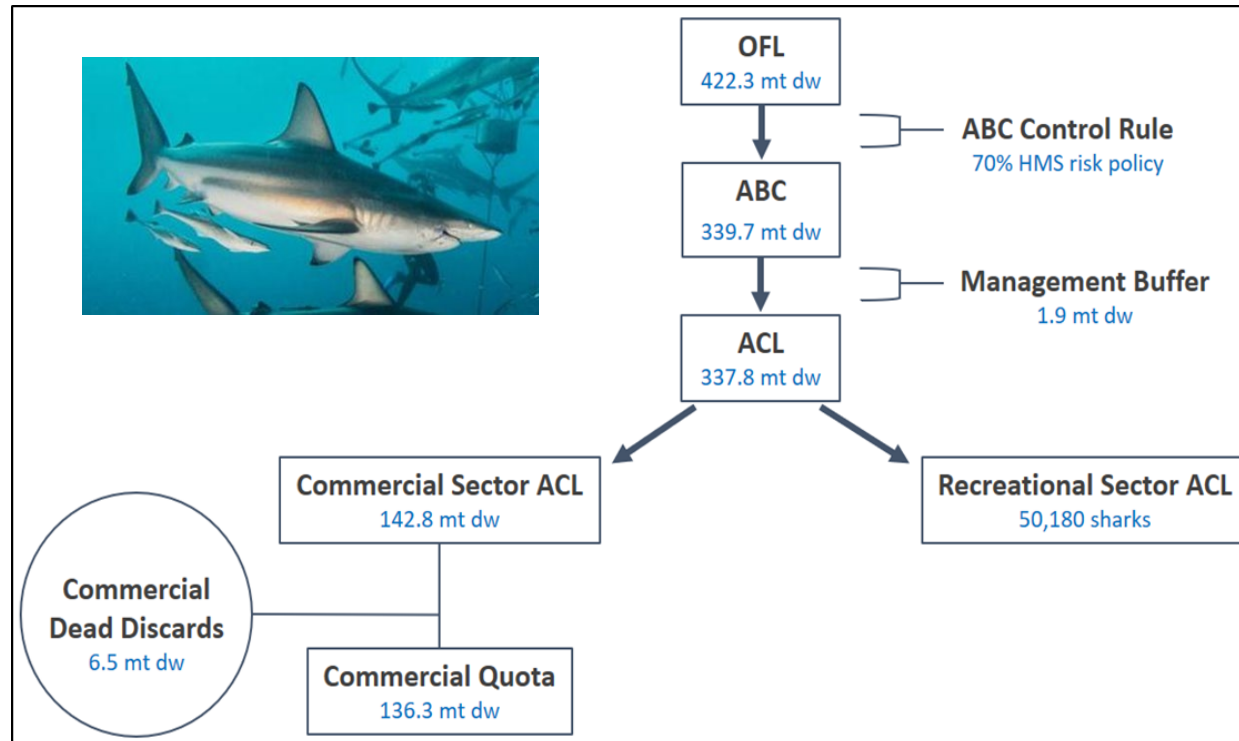 OFL
422.3 mt dw
ABC Control Rule
70% HMS risk policy
ABC
339.7 mt dw
Management Buffer
1.9 mt dw
ACL
337.8 mt dw
Commercial Sector ACL
142.8 mt dw
Recreational Sector ACL
50,180 sharks
Commercial
Dead Discards
6.5 mt dw
Commercial Quota
136.3 mt dw